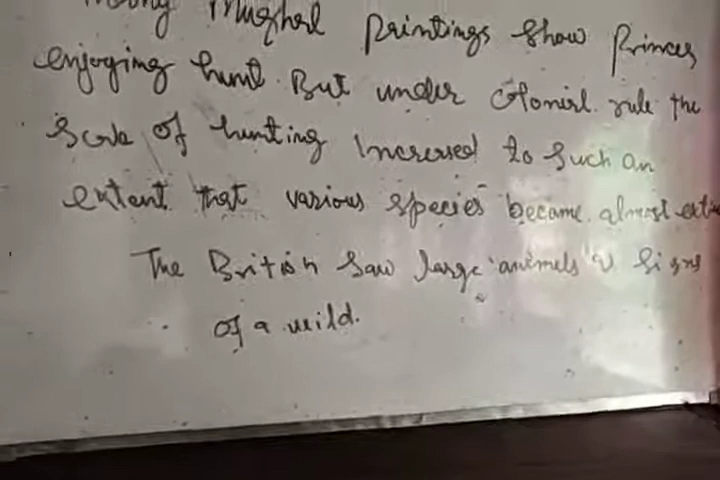 Mughal paintings show Princes
enjoying hunt. But under colonial rule the
Scale of hunting Increased to such an
extent that various species became almost
The British saw large animals signs
of a wild.